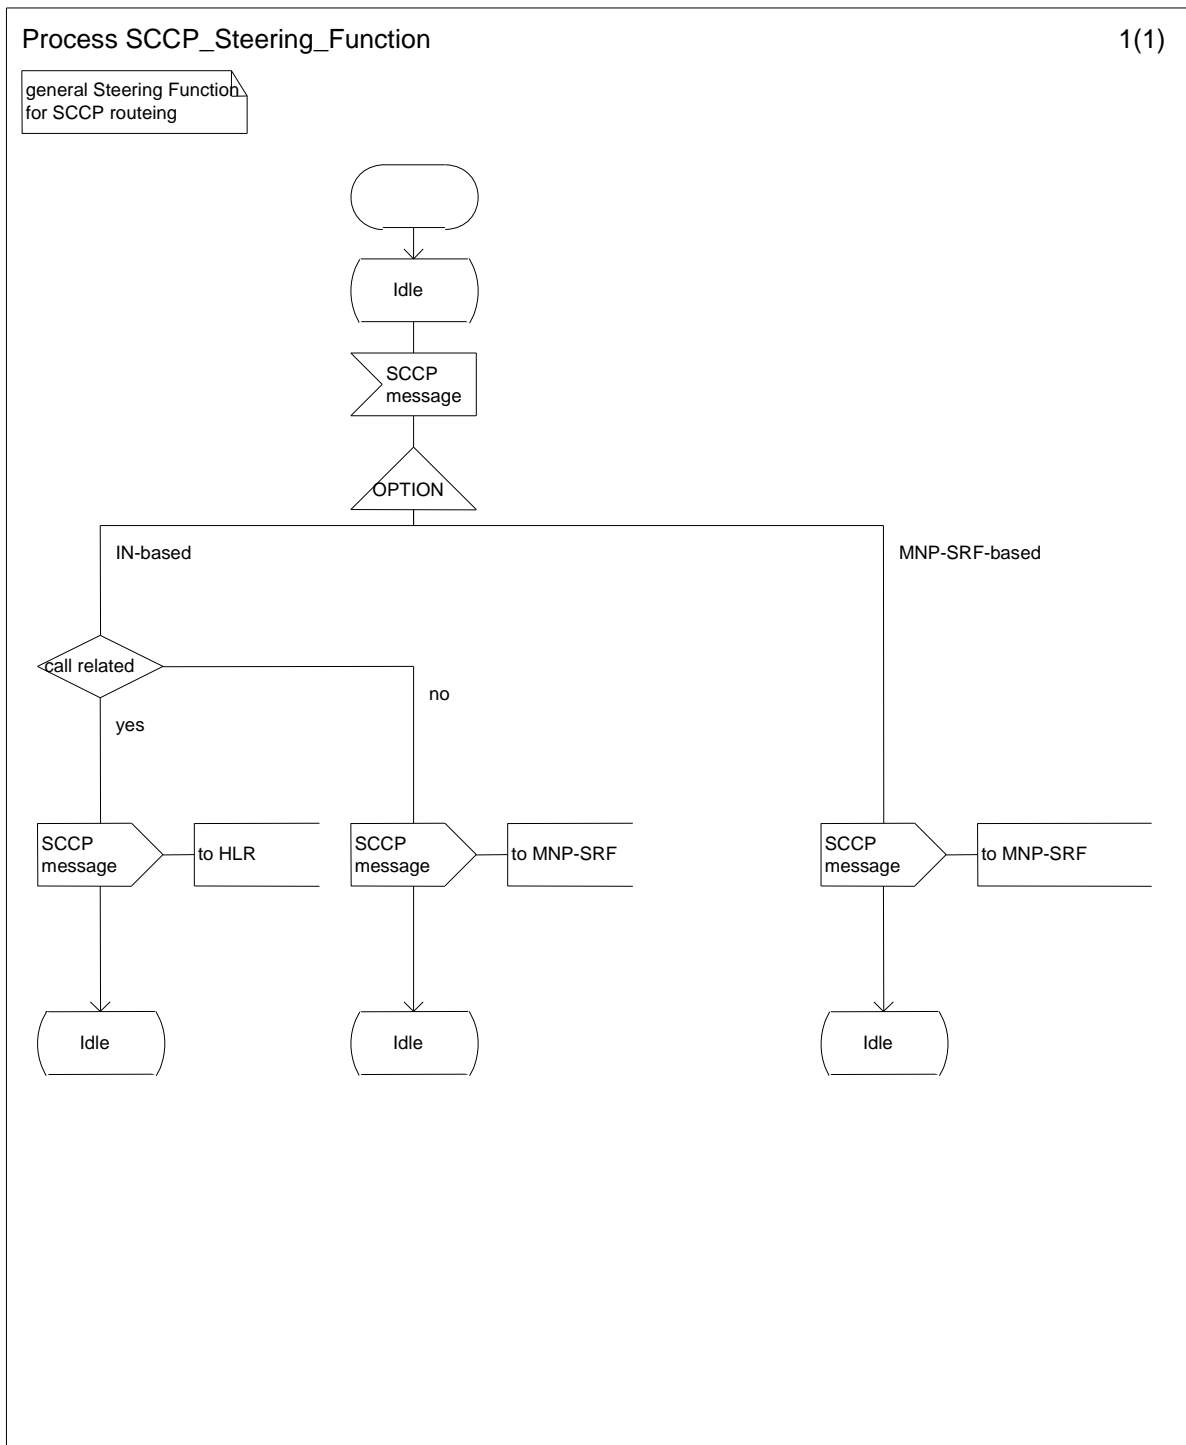 Process SCCP_Steering_Function
1(1)
general Steering Function
for SCCP routeing
Idle
SCCP
message
OPTION
IN-based
MNP-SRF-based
call related
no
yes
SCCP
message
to HLR
SCCP
message
to MNP-SRF
SCCP
message
to MNP-SRF
Idle
Idle
Idle